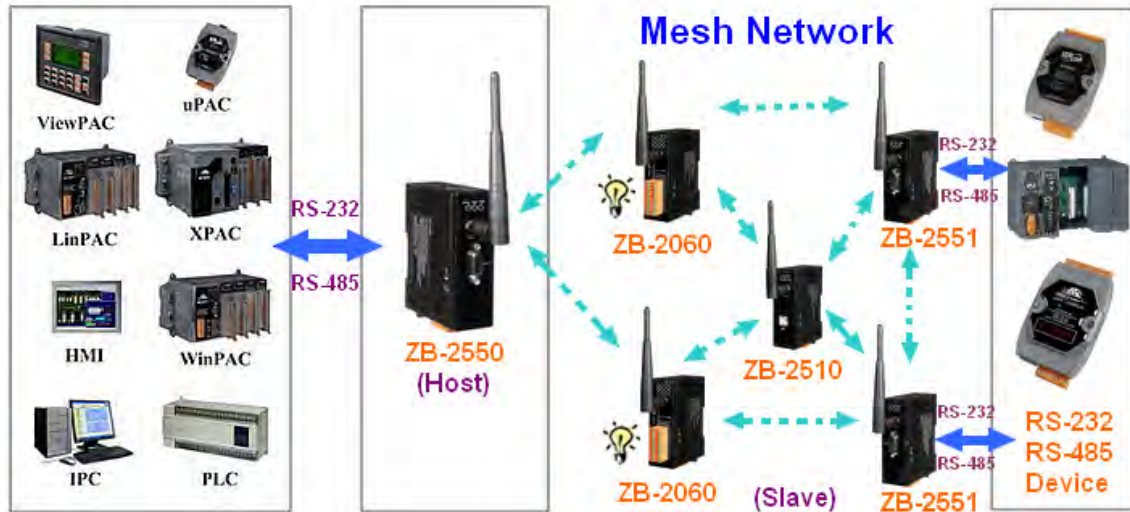 Mesh Network
ViewPAC
uPAC
LinPAC
XPAC
HMI
WinPAC
IPC
PLC
RS-232
RS-485
ZB-2550
(Host)
ZB-2060
ZB-2060
ZB-2510
(Slave)
ZB-2551
RS-232
RS-485
ZB-2551
RS-232
RS-485
RS-232
RS-485
Device